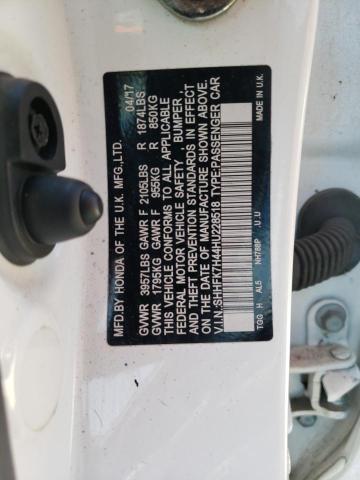 MFD.BY HONDA OF THE U.K. MFG.,LTD. 04/17
GVWR 3957LBS GAWR F 2105LBS R 1874LBS
GVWR 1795KG GAWR F 955KG R 850KG
THIS VEHICLE CONFORMS TO ALL APPLICABLE
FEDERAL MOTOR VEHICLE SAFETY , BUMPER ,
AND THEFT PREVENTION STANDARDS IN EFFECT
ON THE DATE OF MANUFACTURE SHOWN ABOVE.
V.I.N.:SHHFK7H44HU228518 TYPE:PASSENGER CAR
TGG H AL5 NH788P U U MADE IN U.K.